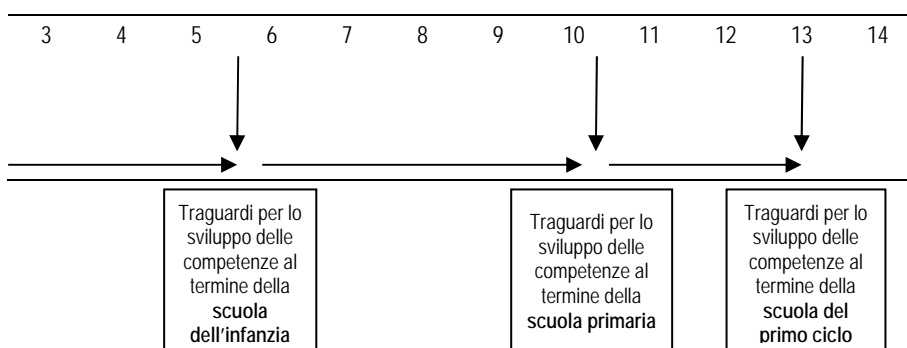 3 4 5 6 7 8 9 10 11 12 13 14
Traguardi per lo
sviluppo delle
competenze al
termine della
scuola
dell'infanzia
Traguardi per lo
sviluppo delle
competenze al
termine della
scuola primaria
Traguardi per lo
sviluppo delle
competenze al
termine della
scuola del
primo ciclo